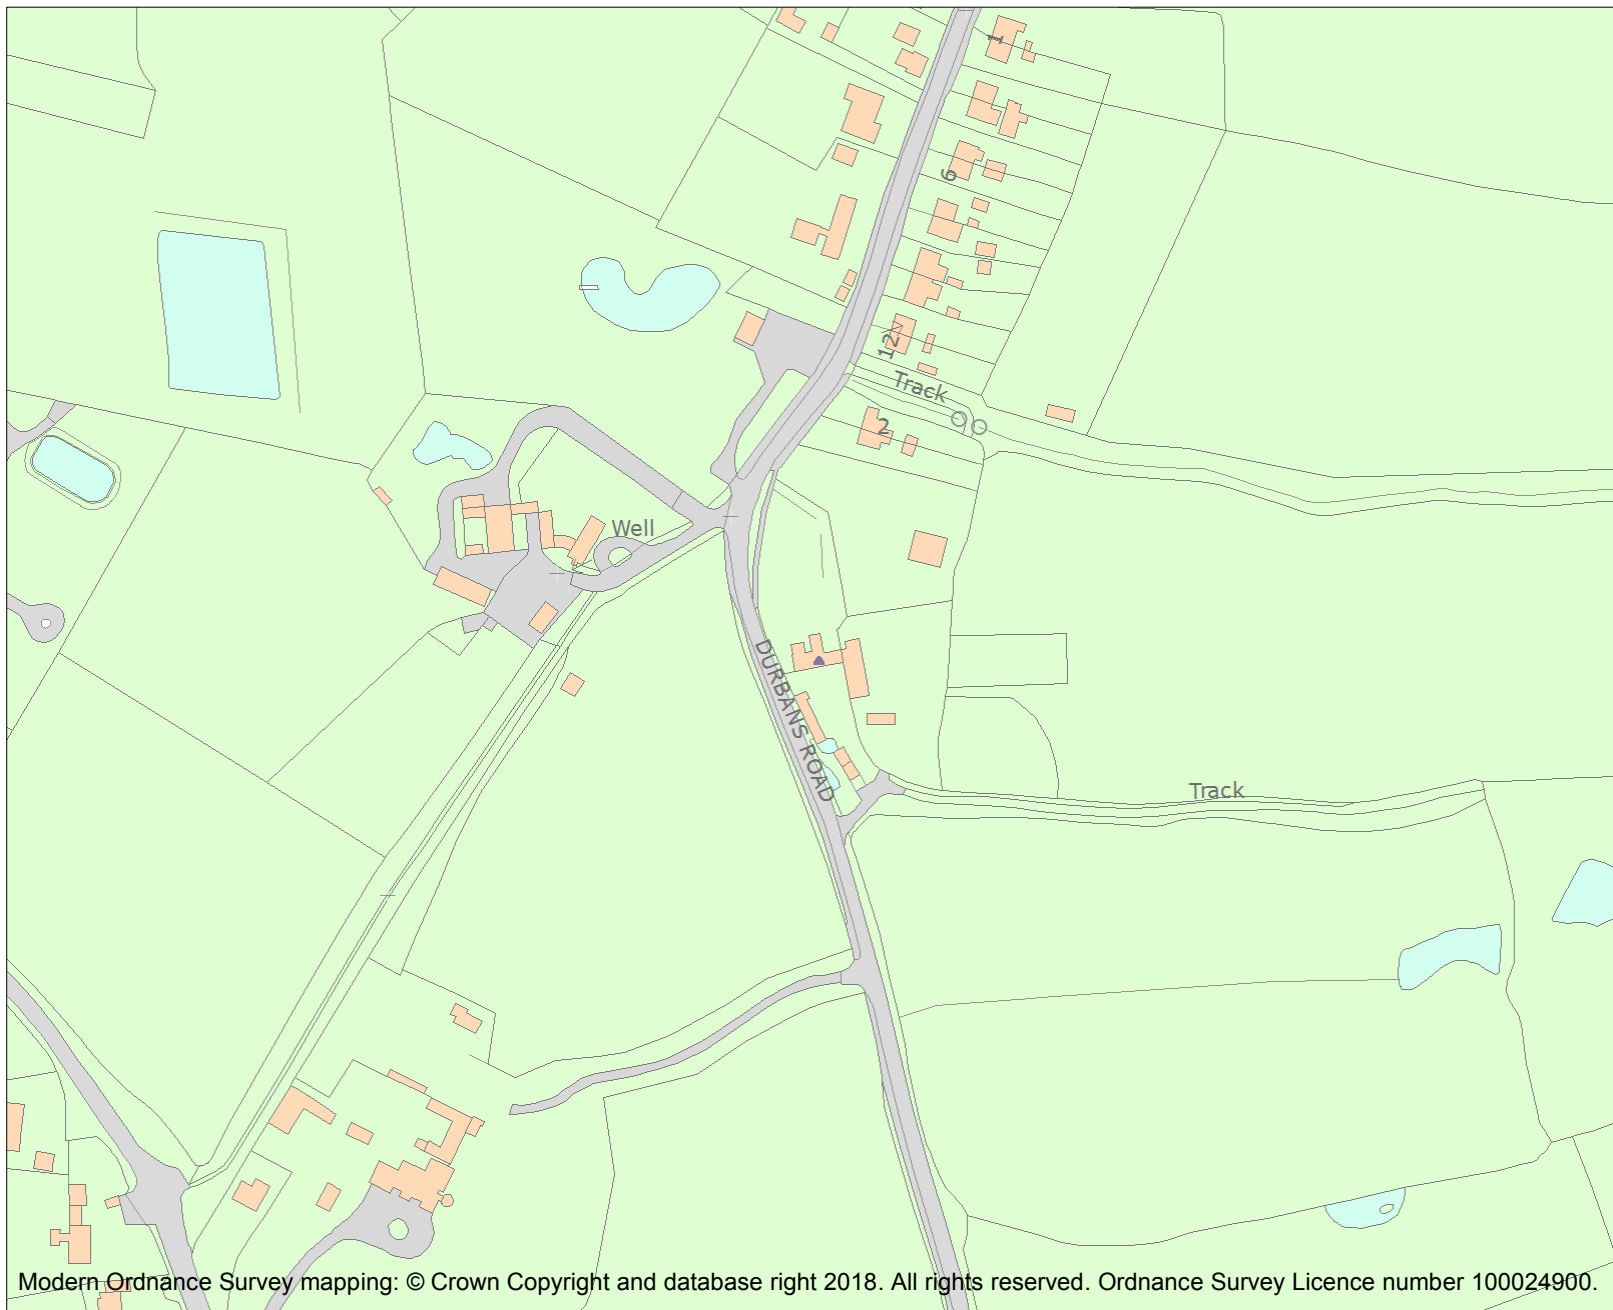 1
6
12
Track
2
Well
DURBANS ROAD
Track
Modern Ordnance Survey mapping: © Crown Copyright and database right 2018. All rights reserved. Ordnance Survey Licence number 100024900.